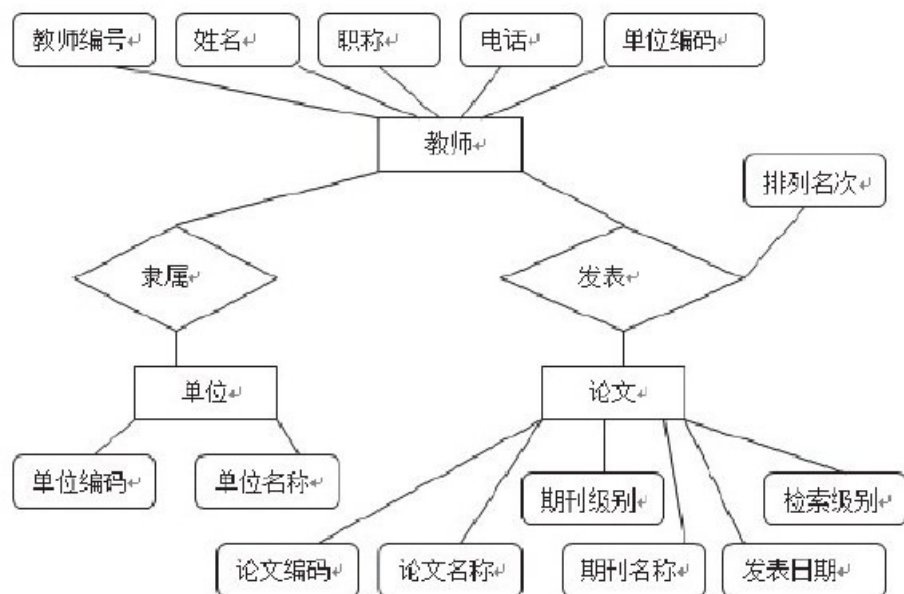 教师编号↵
姓名↵
职称↵
电话↵
单位编码↵
教师↵
排列名次↵
隶属↵
发表↵
单位↵
论文↵
单位编码↵
单位名称↵
期刊级别↵
检索级别↵
论文编码↵
论文名称↵
期刊名称↵
发表日期↵